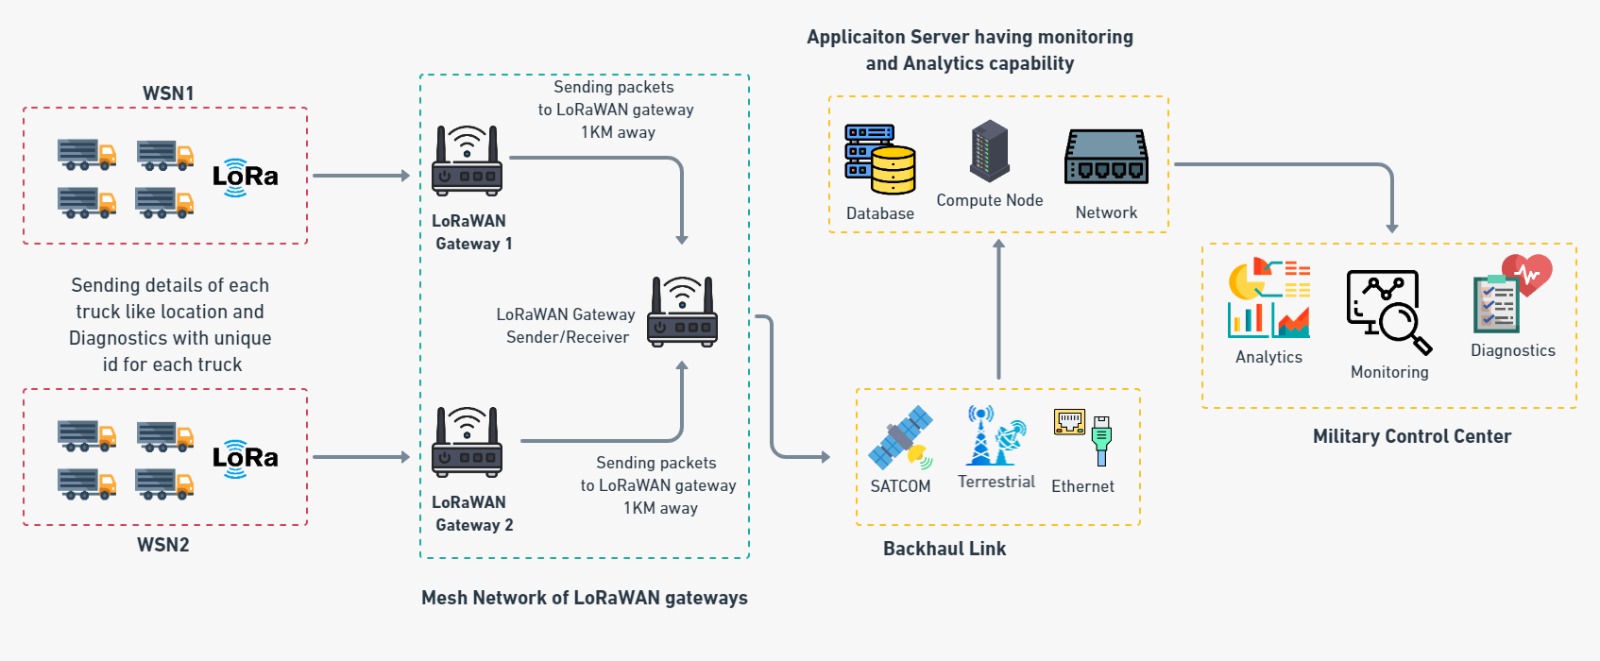 WSN1
LoRa
Sending details of each
truck like location and
Diagnostics with unique
id for each truck
LoRa
WSN2
Sending packets
to LoRaWAN gateway
1KM away
LoRaWAN
Gateway 1
LoRaWAN Gateway
Sender/Receiver
LoRaWAN
Gateway 2
Sending packets
to LoRaWAN gateway
1KM away
Mesh Network of LoRaWAN gateways
Applicaiton Server having monitoring
and Analytics capability
Database
Compute Node
Network
SATCOM
Terrestrial
Ethernet
Backhaul Link
Analytics
Monitoring
Diagnostics
Military Control Center